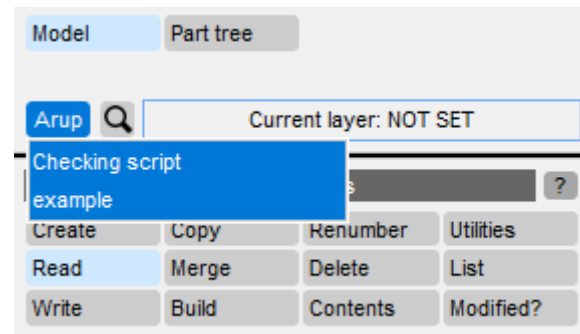 Model Part tree
Arup Current layer: NOT SET
Checking script
example
?
Create Copy Renumber Utilities
Read Merge Delete List
Write Build Contents Modified?